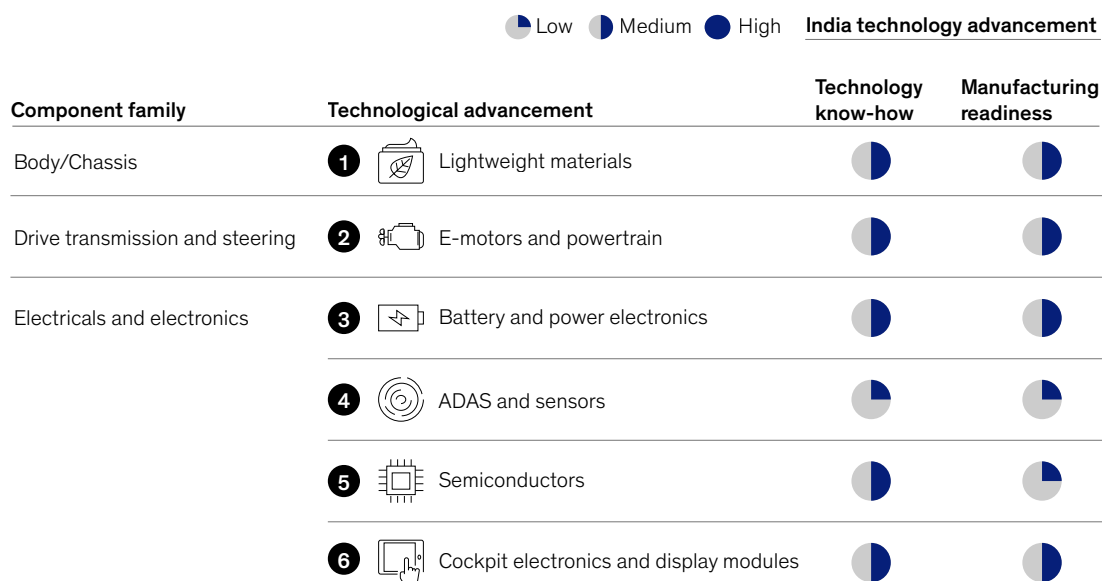 Low Medium High India technology advancement
Component family Technological advancement Technology know-how Manufacturing readiness
Body/Chassis 1 Lightweight materials
Drive transmission and steering 2 E-motors and powertrain
Electricals and electronics 3 Battery and power electronics
4 ADAS and sensors
5 Semiconductors
6 Cockpit electronics and display modules